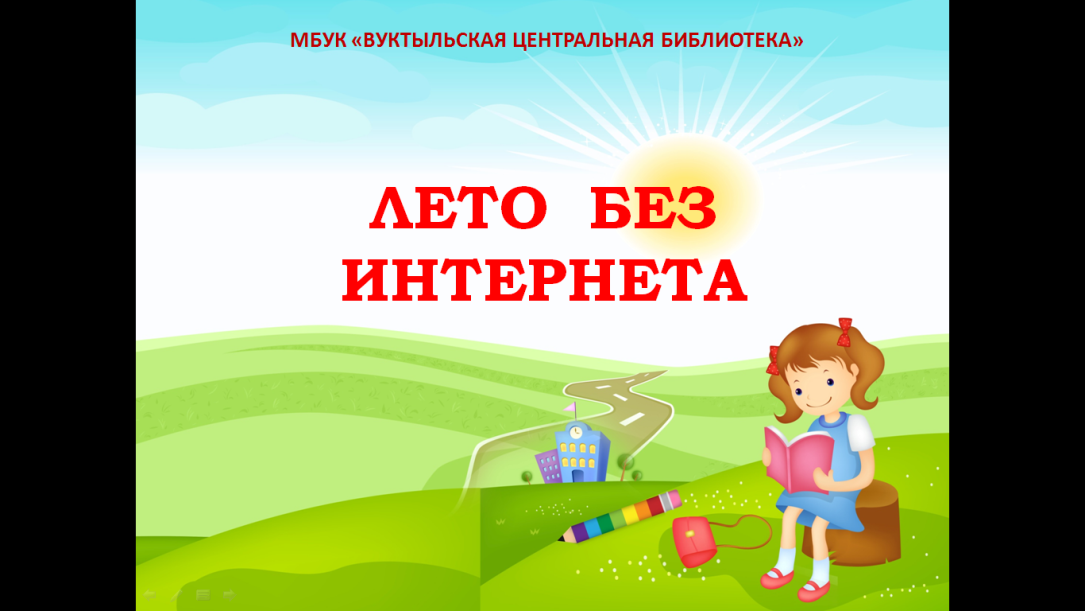 МБУК «ВУКТЫЛЬСКАЯ ЦЕНТРАЛЬНАЯ БИБЛИОТЕКА»
ЛЕТО БЕЗ
ИНТЕРНЕТА